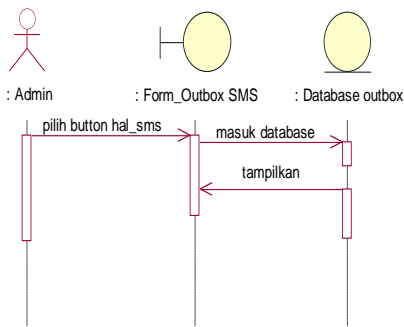 : Admin
: Form_Outbox SMS
: Database outbox
pilih button hal_sms
masuk database
tampilkan